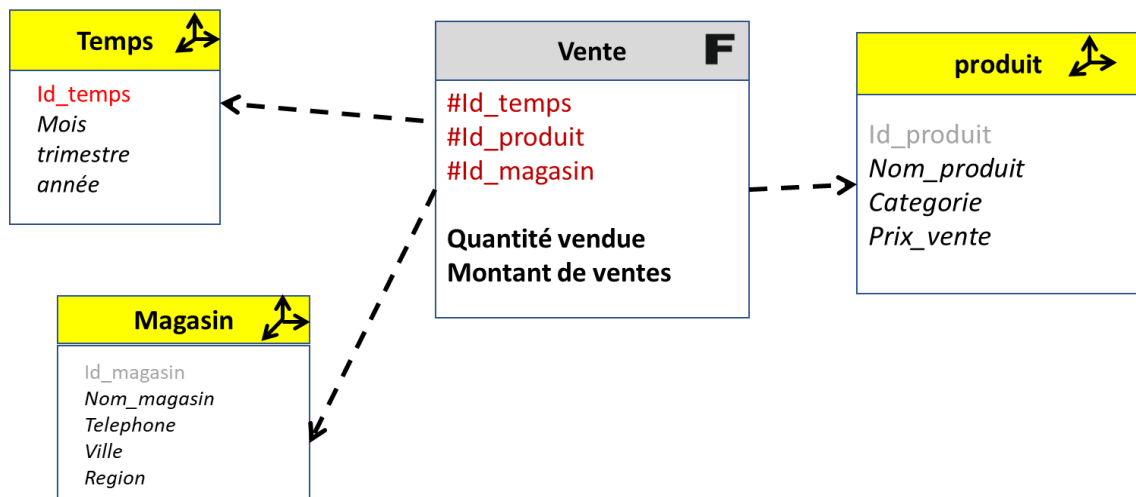 Temps
Id_temps
Mois
trimestre
année
Vente
F
#Id_temps
#Id_produit
#Id_magasin
Quantité vendue
Montant de ventes
produit
Id_produit
Nom_produit
Categorie
Prix_vente
Magasin
Id_magasin
Nom_magasin
Telephone
Ville
Region